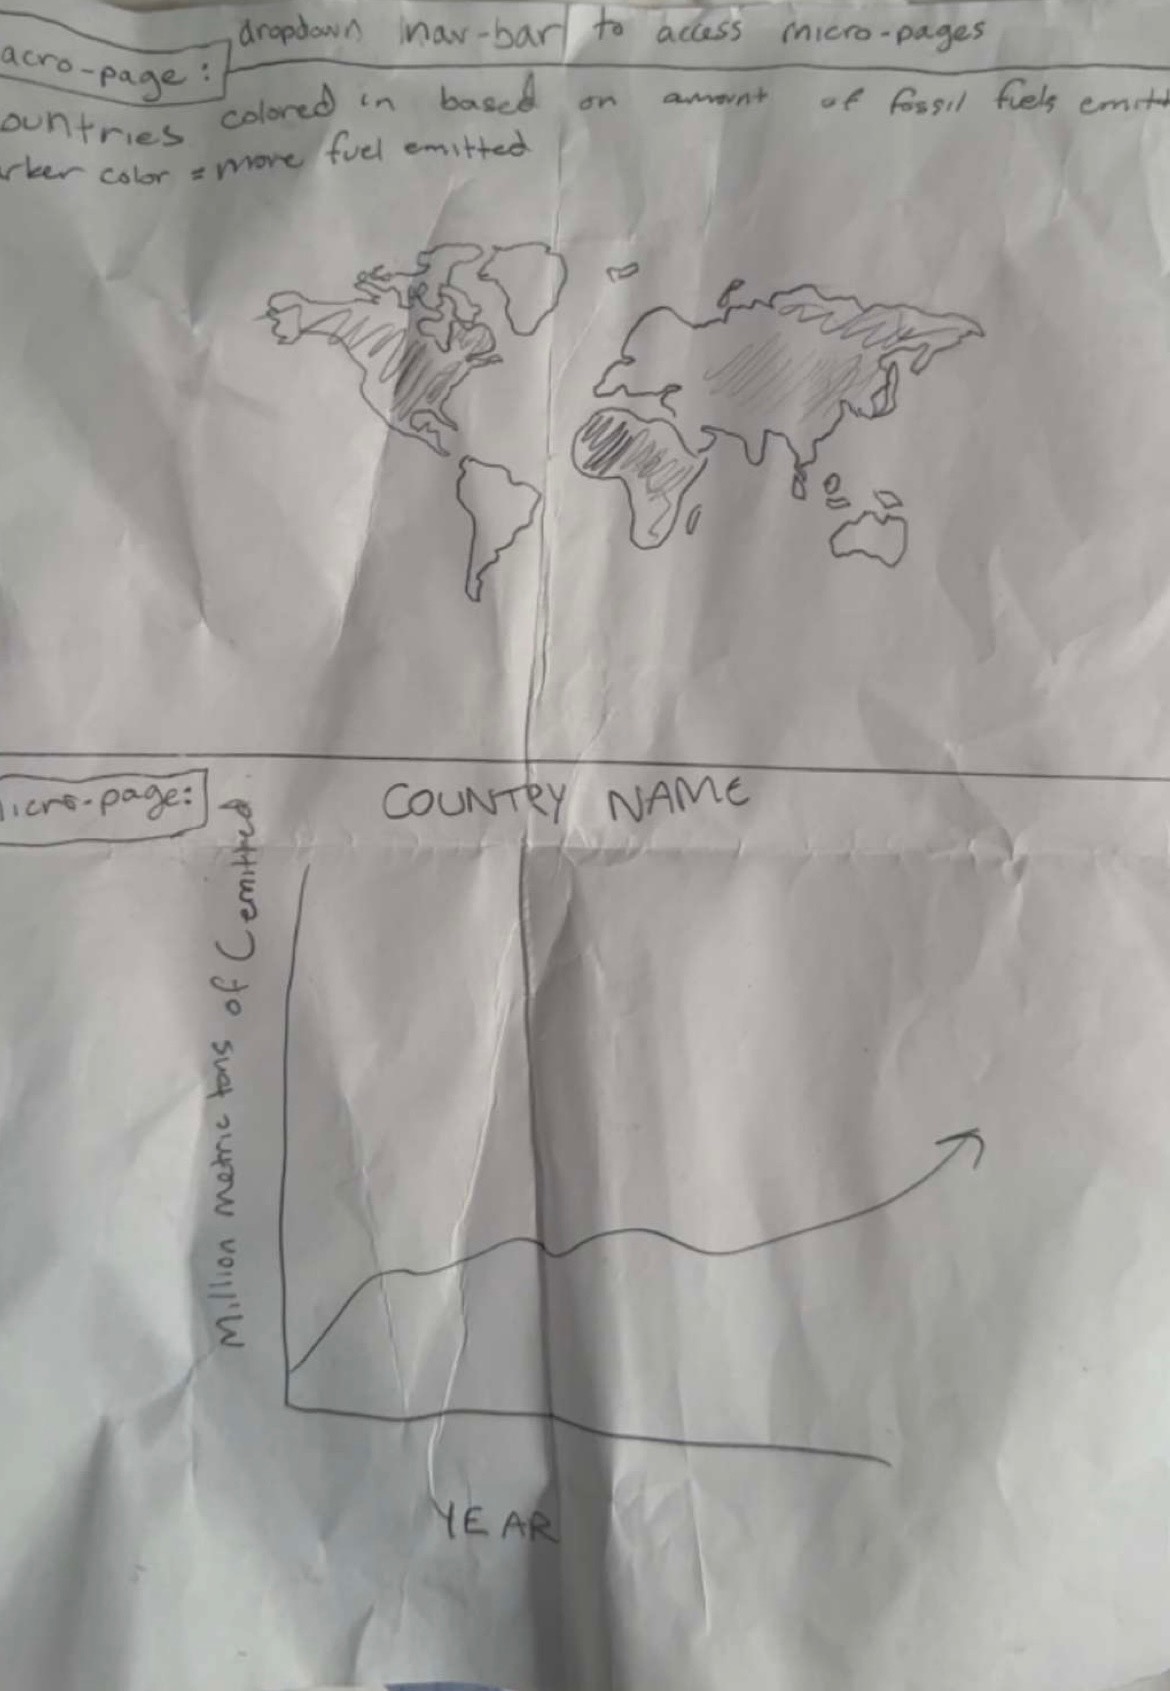 dropdown nav-bar to access micro-pages
acro-page:
ountries colored in based on amount of fossil fuels emitt
rker color = more fuel emitted
icro-page:
COUNTRY NAME
Million metric tons of C emitted
YEAR